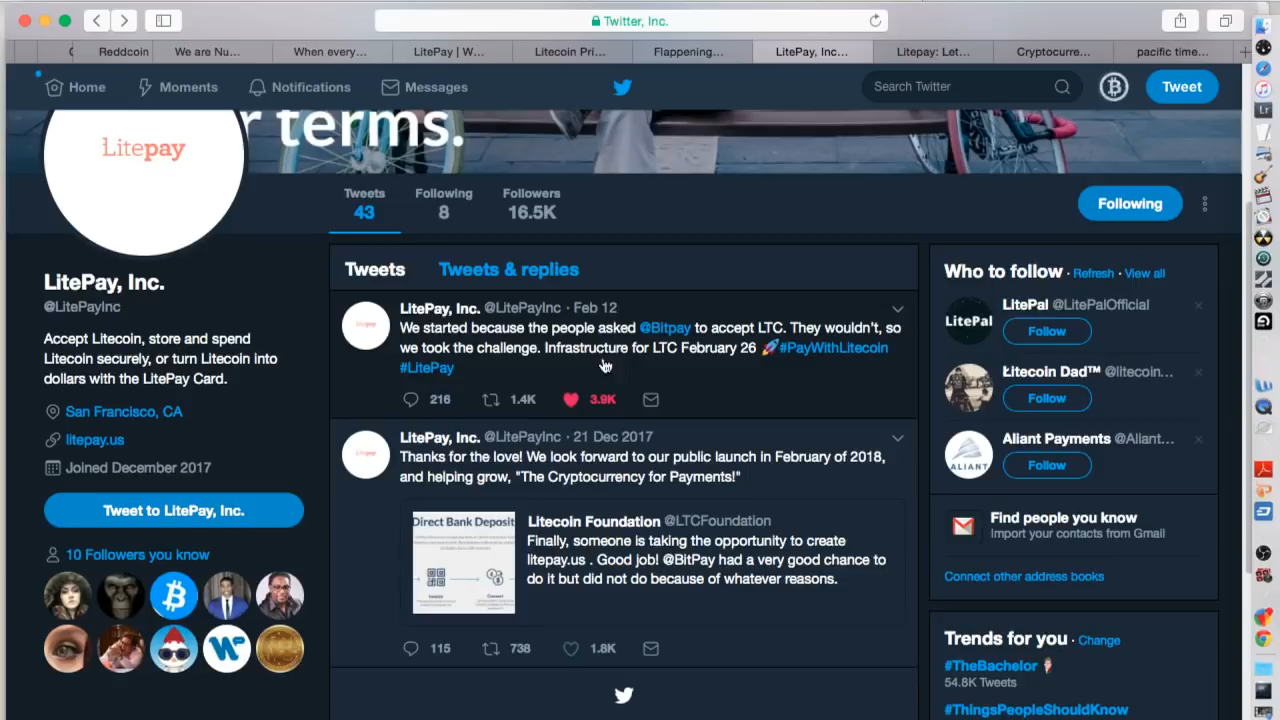 Twitter, Inc.
Reddcoin
We are Nu...
When every...
LitePay | W...
Litecoin Pri...
Flappening...
LitePay, Inc...
Litepay: Let...
Cryptocurre...
pacific time...
Home
Moments
Notifications
Messages
Search Twitter
Tweet
r terms.
Litepay
Tweets
43
Following
8
Followers
16.5K
Following
LitePay, Inc.
@LitePayInc
Accept Litecoin, store and spend
Litecoin securely, or turn Litecoin into
dollars with the LitePay Card.
San Francisco, CA
litepay.us
Joined December 2017
Tweet to LitePay, Inc.
10 Followers you know
Tweets
Tweets & replies
LitePay, Inc. @LitePayInc · Feb 12
We started because the people asked @Bitpay to accept LTC. They wouldn't, so
we took the challenge. Infrastructure for LTC February 26 🚀#PayWithLitecoin
#LitePay
216
1.4K
3.9K
LitePay, Inc. @LitePayInc · 21 Dec 2017
Thanks for the love! We look forward to our public launch in February of 2018,
and helping grow, "The Cryptocurrency for Payments!"
Direct Bank Deposit
Litecoin Foundation @LTCFoundation
Finally, someone is taking the opportunity to create
litepay.us . Good job! @BitPay had a very good chance to
do it but did not do because of whatever reasons.
115
738
1.8K
Who to follow · Refresh · View all
LitePal
LitePal @LitePalOfficial
Follow
Łitecoin Dad™ @litecoin...
Follow
ALIANT
Aliant Payments @Aliant...
Follow
Find people you know
Import your contacts from Gmail
Connect other address books
Trends for you · Change
#TheBachelor
54.8K Tweets
#ThingsPeopleShouldKnow